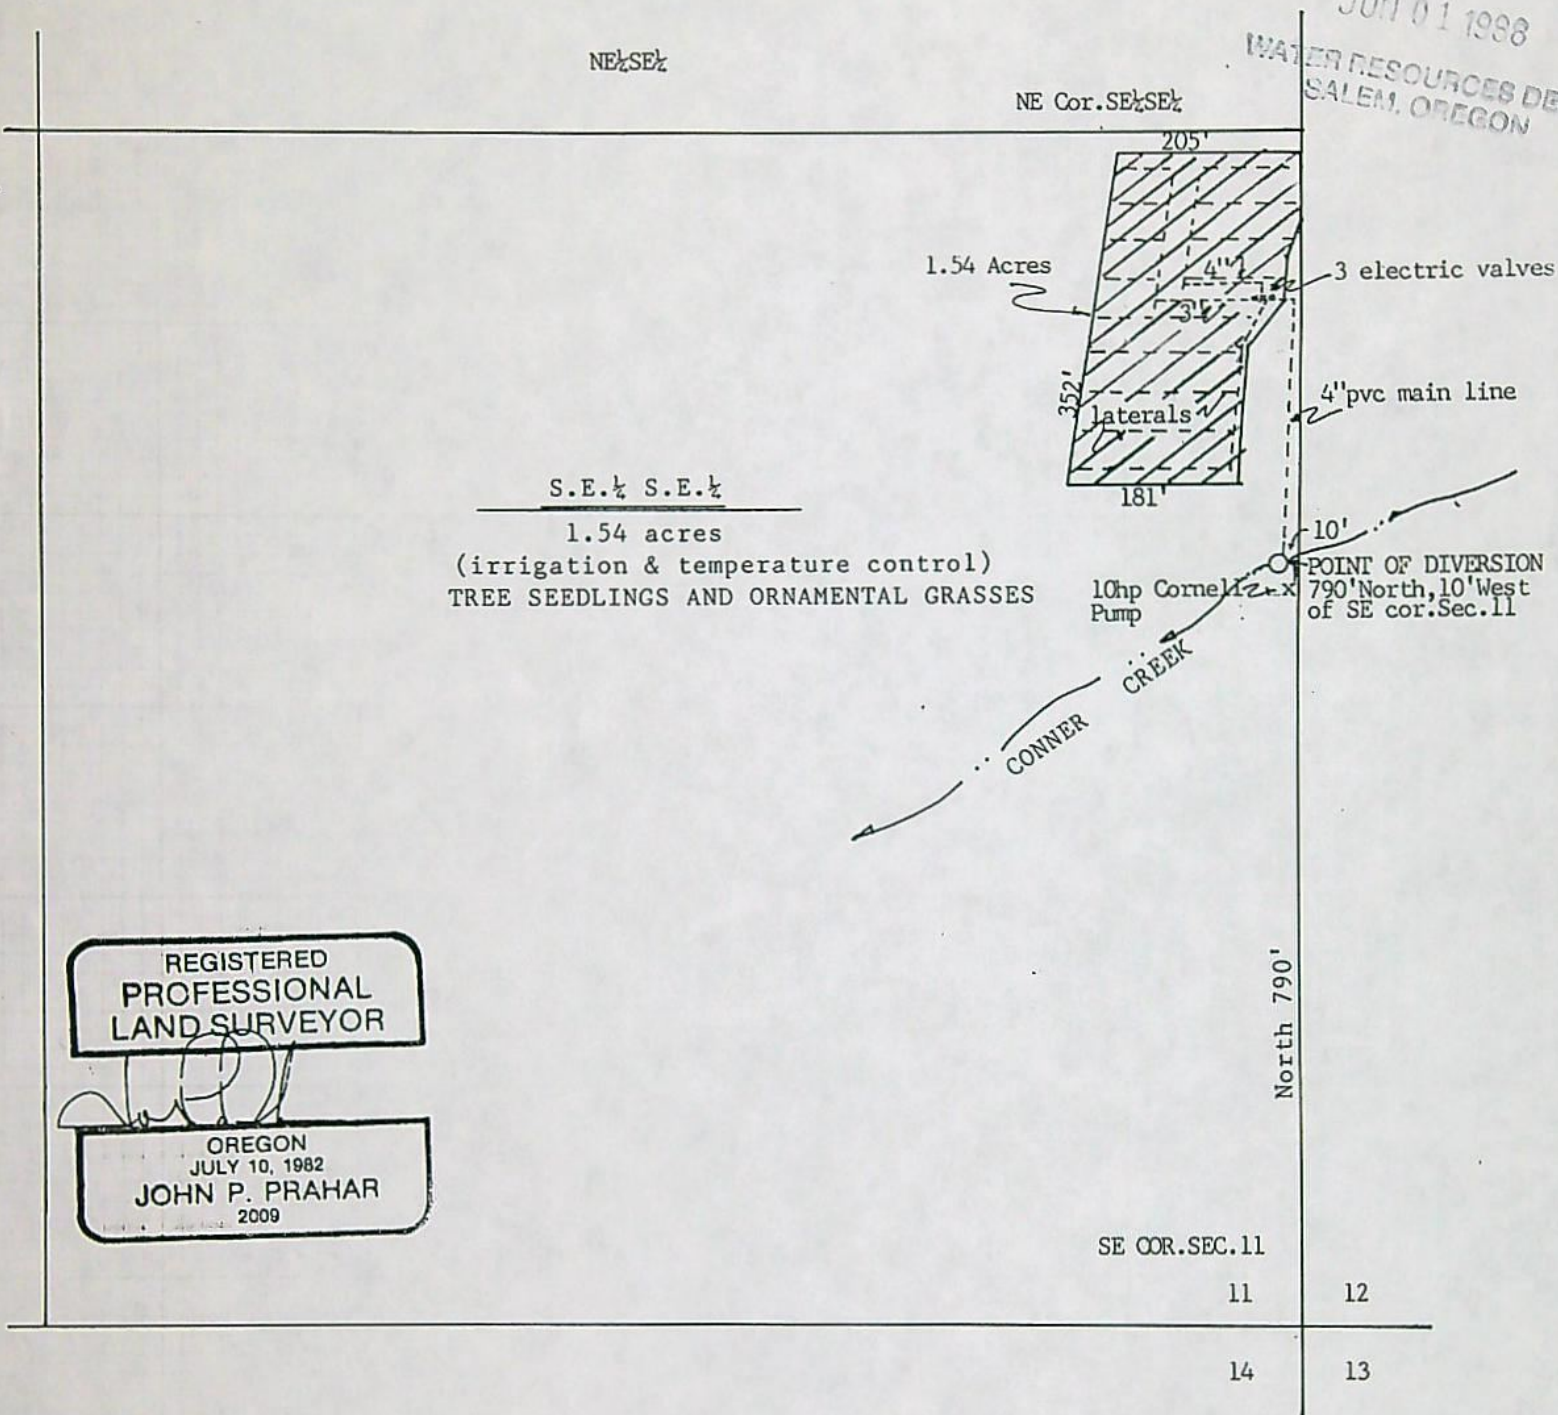 JUN 01 1988
WATER RESOURCES DE
SALEM, OREGON
NE¼SE¼
NE Cor.SE¼SE¼
205'
1.54 Acres
4"
3 electric valves
3"
352'
4"pvc main line
laterals
181'
S.E.¼ S.E.¼
1.54 acres
(irrigation & temperature control)
TREE SEEDLINGS AND ORNAMENTAL GRASSES
10'
POINT OF DIVERSION
790'North,10'West
of SE cor.Sec.11
10hp Cornell
Pump
x
CONNER CREEK
North 790'
REGISTERED
PROFESSIONAL
LAND SURVEYOR
OREGON
JULY 10, 1982
JOHN P. PRAHAR
2009
SE COR.SEC.11
11 12
14 13